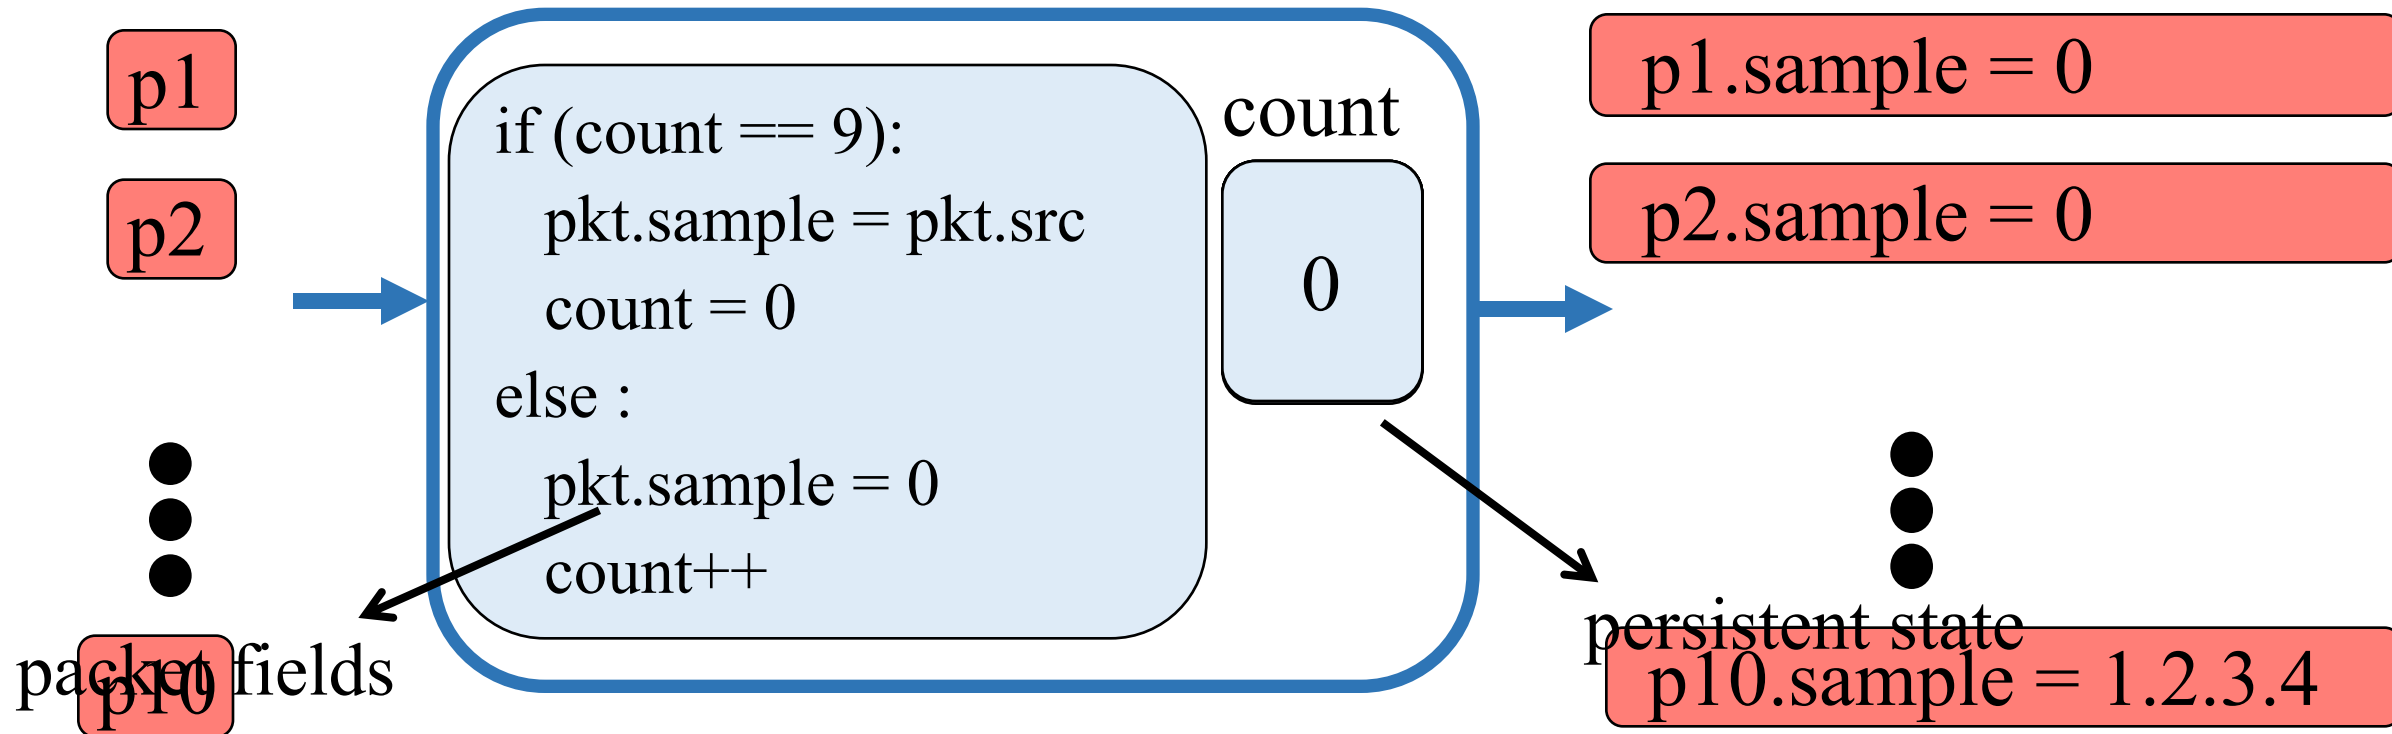 p1
p2
packet fields
p10
if (count == 9):
pkt.sample = pkt.src
count = 0
else :
pkt.sample = 0
count++
count
0
p1.sample = 0
p2.sample = 0
persistent state
p10.sample = 1.2.3.4